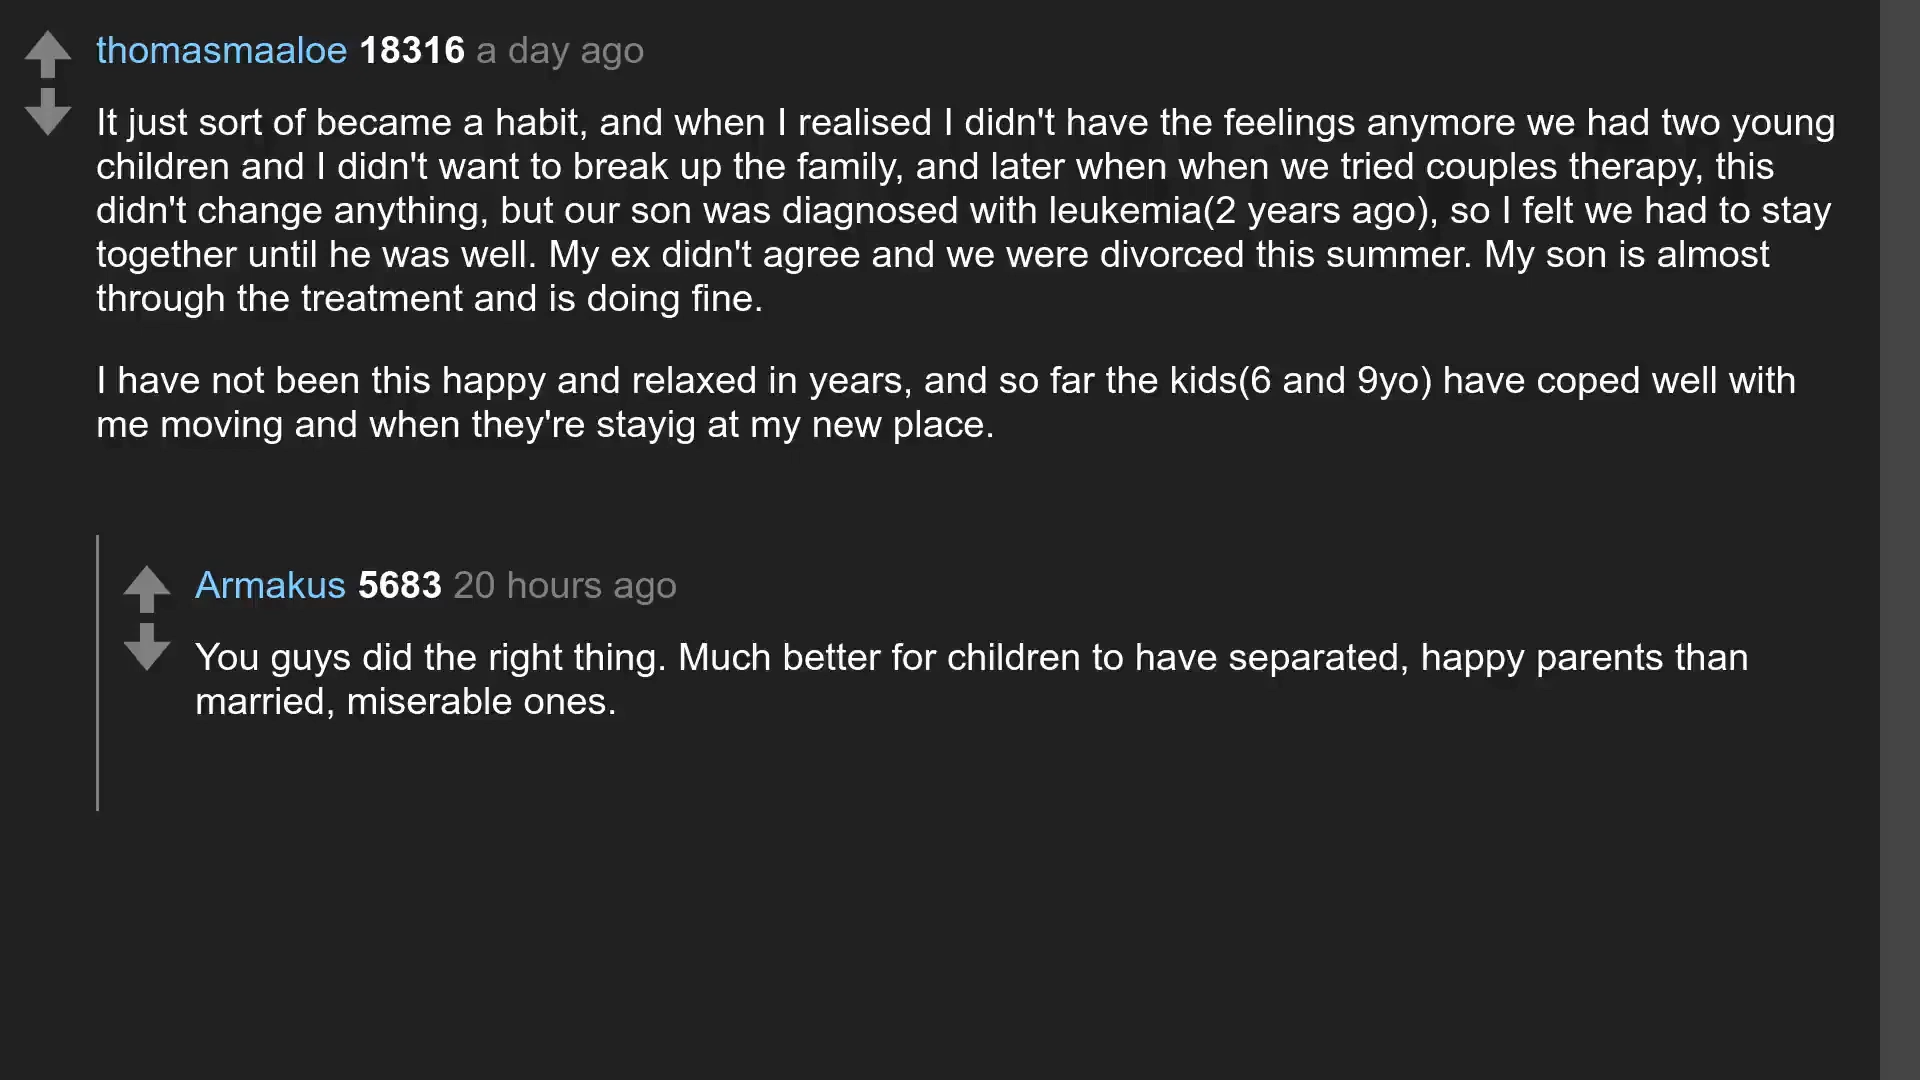 thomasmaaloe 18316 a day ago
It just sort of became a habit, and when I realised I didn't have the feelings anymore we had two young
children and I didn't want to break up the family, and later when when we tried couples therapy, this
didn't change anything, but our son was diagnosed with leukemia(2 years ago), so I felt we had to stay
together until he was well. My ex didn't agree and we were divorced this summer. My son is almost
through the treatment and is doing fine.
I have not been this happy and relaxed in years, and so far the kids(6 and 9yo) have coped well with
me moving and when they're stayig at my new place.
Armakus 5683 20 hours ago
You guys did the right thing. Much better for children to have separated, happy parents than
married, miserable ones.